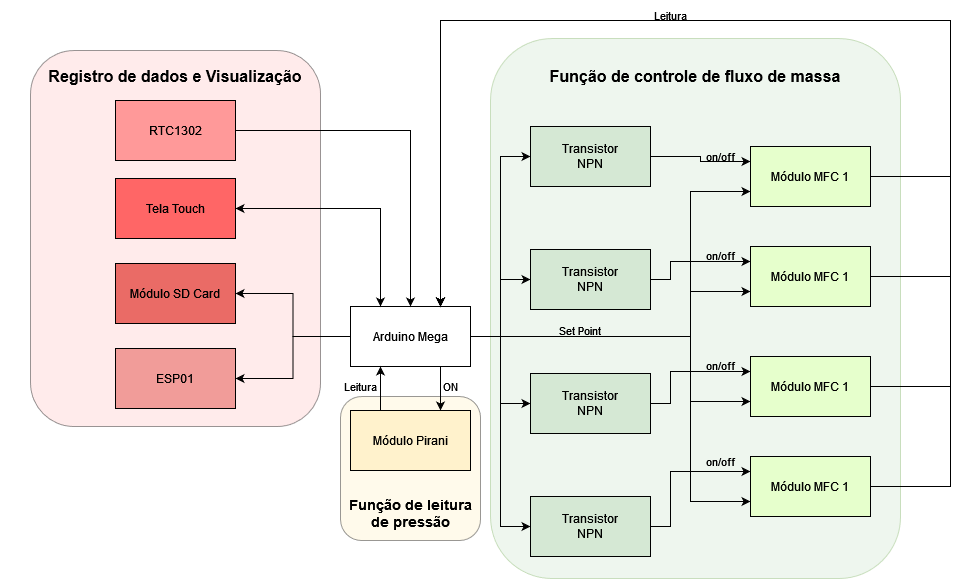 Leitura
Registro de dados e Visualização
RTC1302
Tela Touch
Módulo SD Card
ESP01
Arduino Mega
Leitura
ON
Módulo Pirani
Função de leitura
de pressão
Função de controle de fluxo de massa
Transistor
NPN
on/off
Módulo MFC 1
Transistor
NPN
on/off
Módulo MFC 1
Set Point
Transistor
NPN
on/off
Módulo MFC 1
Transistor
NPN
on/off
Módulo MFC 1